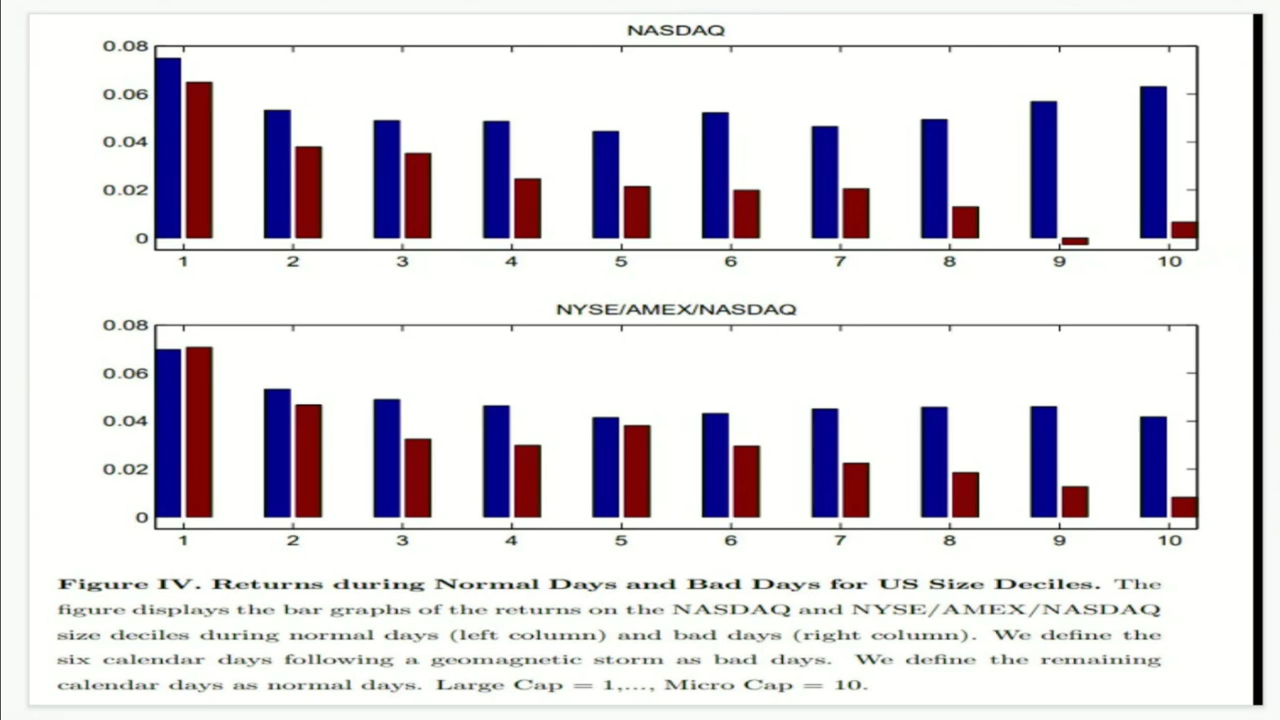 NASDAQ
0.08
0.06
0.04
0.02
0
1 2 3 4 5 6 7 8 9 10
NYSE/AMEX/NASDAQ
0.08
0.06
0.04
0.02
0
1 2 3 4 5 6 7 8 9 10
Figure IV. Returns during Normal Days and Bad Days for US Size Deciles. The
figure displays the bar graphs of the returns on the NASDAQ and NYSE/AMEX/NASDAQ
size deciles during normal days (left column) and bad days (right column). We define the
six calendar days following a geomagnetic storm as bad days. We define the remaining
calendar days as normal days. Large Cap = 1,..., Micro Cap = 10.